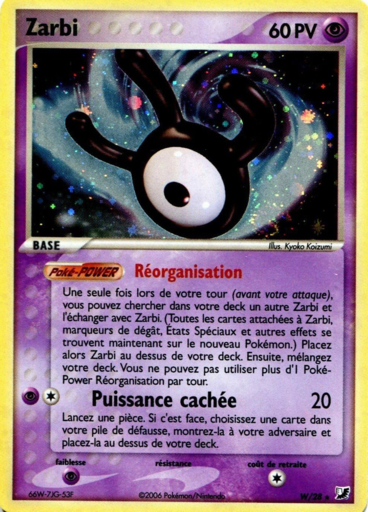 Zarbi 60 PV
BASE
Illus. Kyoko Koizumi
Poké-POWER Réorganisation
Une seule fois lors de votre tour (avant votre attaque),
vous pouvez chercher dans votre deck un autre Zarbi et
l'échanger avec Zarbi. (Toutes les cartes attachées à Zarbi,
marqueurs de dégât, États Spéciaux et autres effets se
trouvent maintenant sur le nouveau Pokémon.) Placez
alors Zarbi au dessus de votre deck. Ensuite, mélangez
votre deck. Vous ne pouvez pas utiliser plus d'1 Poké-
Power Réorganisation par tour.
Puissance cachée 20
Lancez une pièce. Si c'est face, choisissez une carte dans
votre pile de défausse, montrez-la à votre adversaire et
placez-la au dessus de votre deck.
faiblesse résistance coût de retraite
66W-7JG-53F ©2006 Pokémon/Nintendo W/28